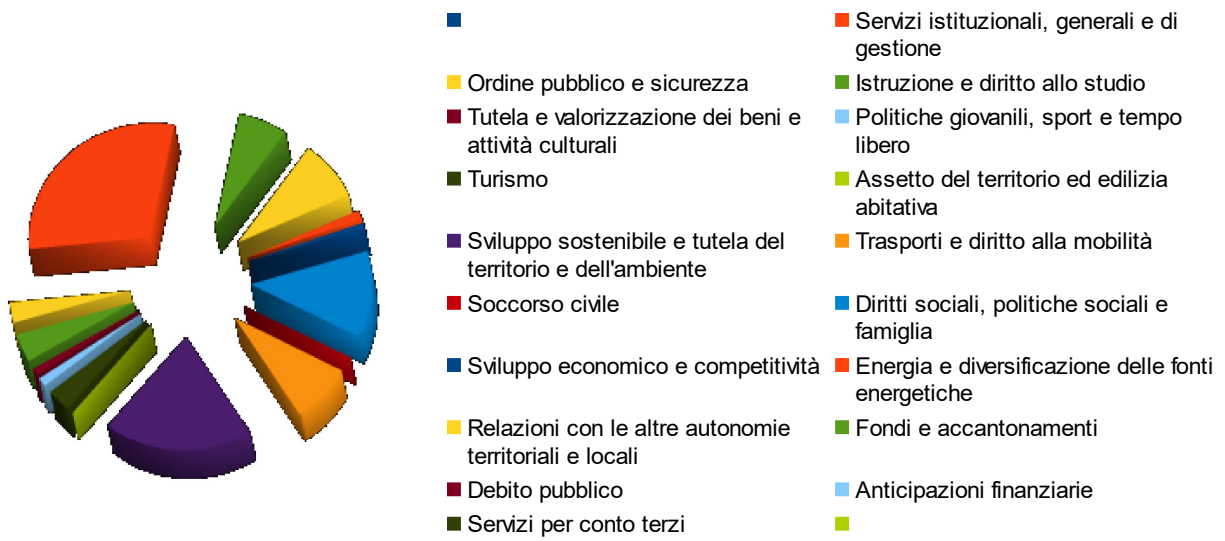 Servizi istituzionali, generali e di
gestione
Ordine pubblico e sicurezza
Istruzione e diritto allo studio
Tutela e valorizzazione dei beni e
attività culturali
Politiche giovanili, sport e tempo
libero
Turismo
Assetto del territorio ed edilizia
abitativa
Sviluppo sostenibile e tutela del
territorio e dell'ambiente
Trasporti e diritto alla mobilità
Soccorso civile
Diritti sociali, politiche sociali e
famiglia
Sviluppo economico e competitività
Energia e diversificazione delle fonti
energetiche
Relazioni con le altre autonomie
territoriali e locali
Fondi e accantonamenti
Debito pubblico
Anticipazioni finanziarie
Servizi per conto terzi